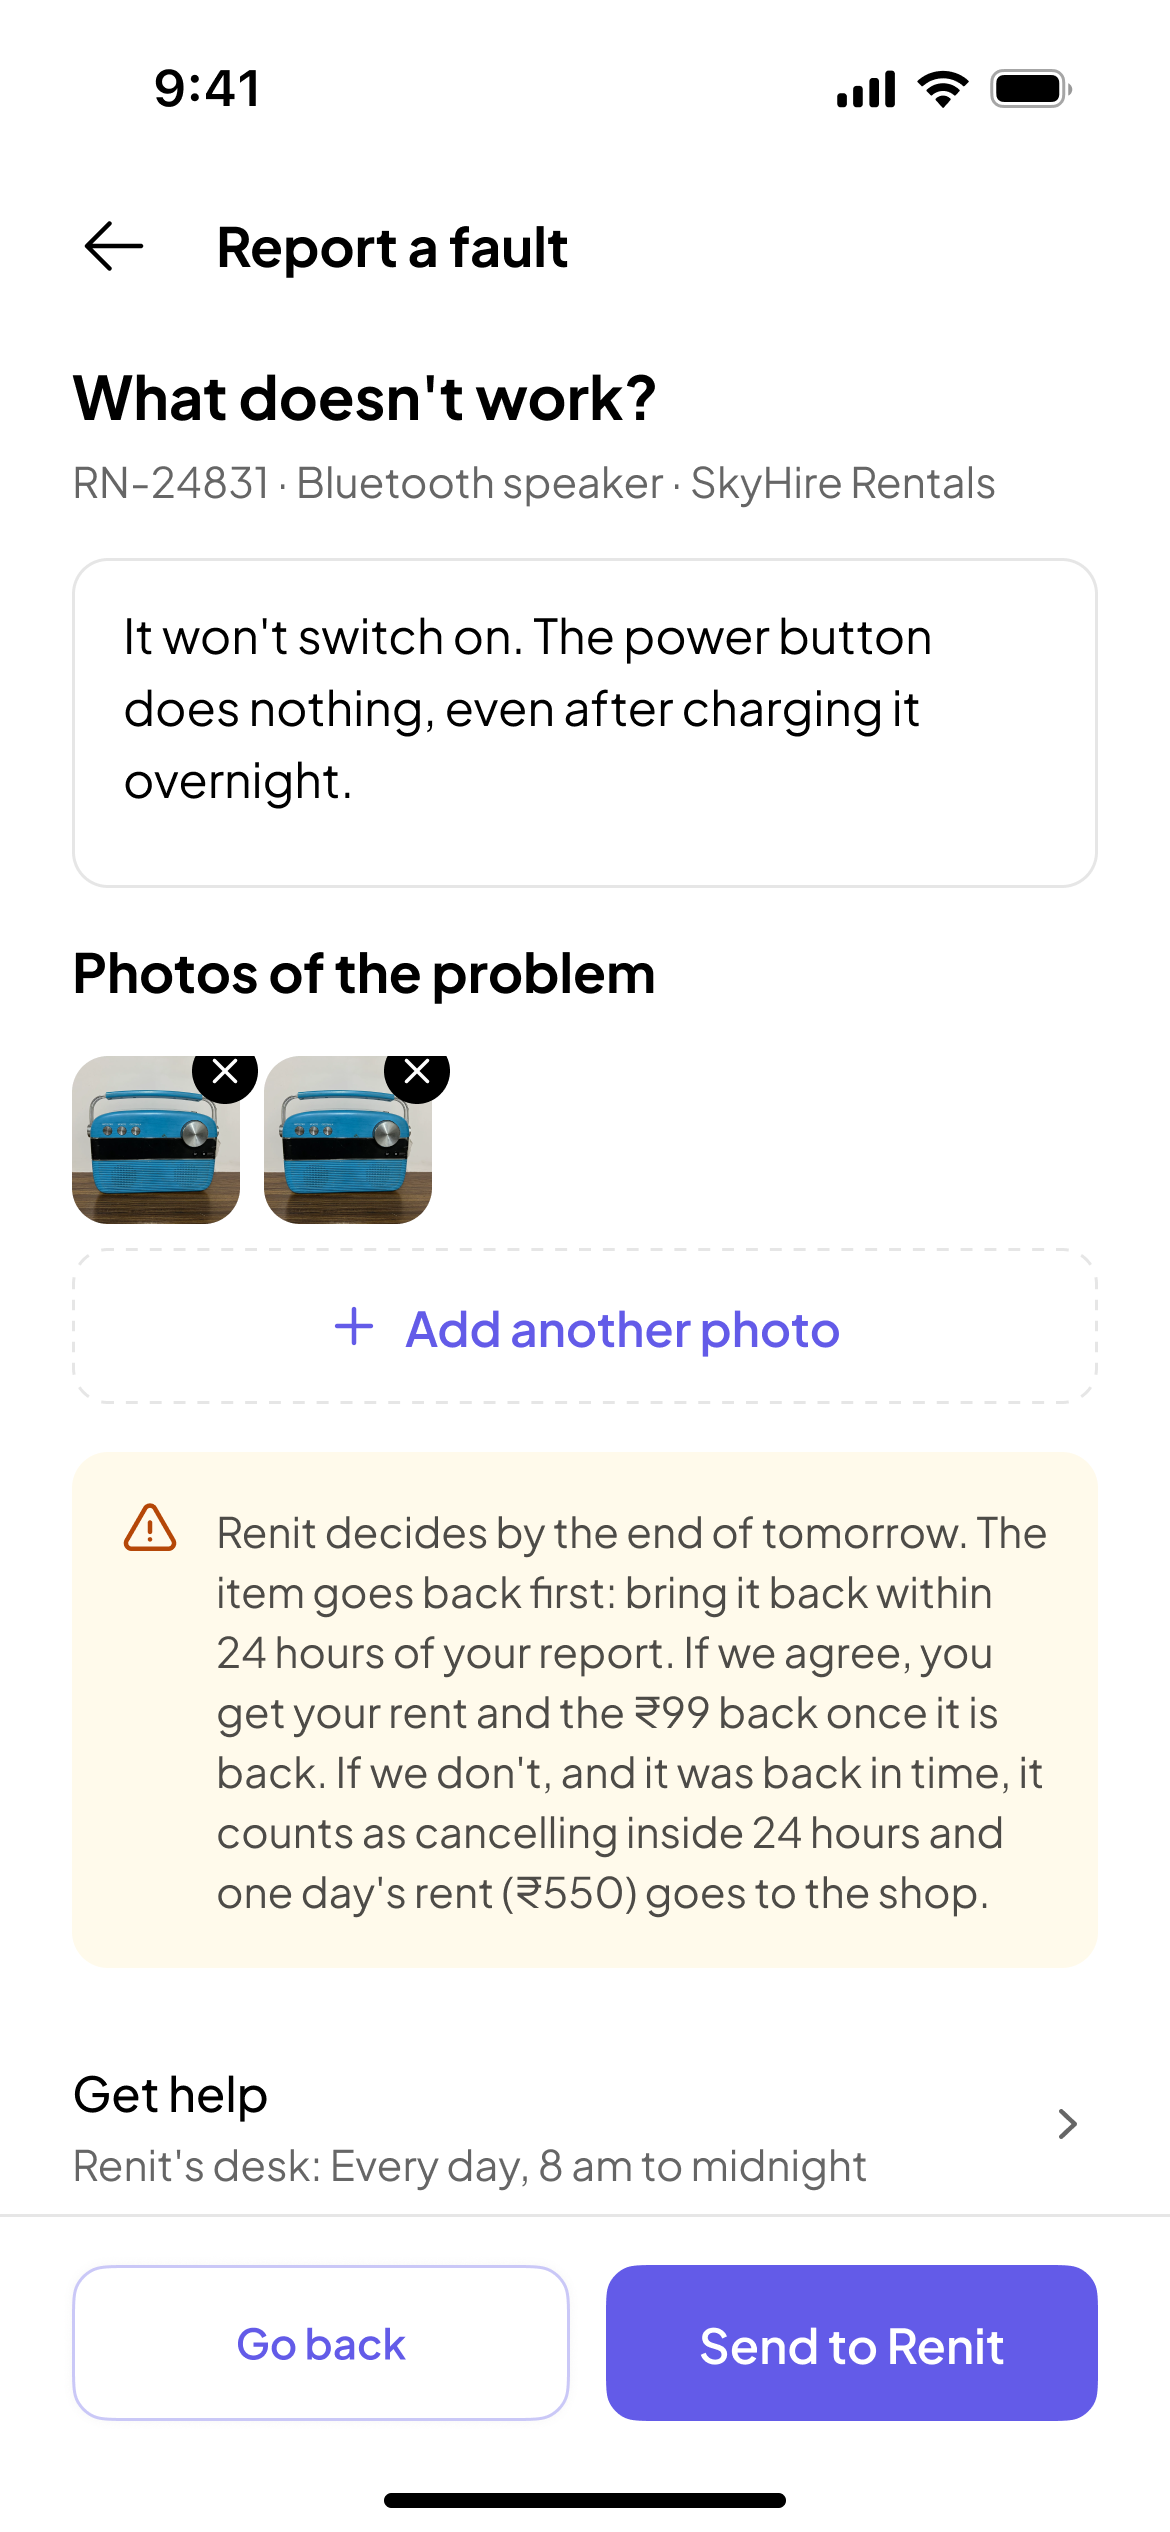 9:41
Report a fault
What doesn't work?
RN-24831 · Bluetooth speaker · SkyHire Rentals
It won't switch on. The power button
does nothing, even after charging it
overnight.
Photos of the problem
+ Add another photo
Renit decides by the end of tomorrow. The
item goes back first: bring it back within
24 hours of your report. If we agree, you
get your rent and the ₹99 back once it is
back. If we don't, and it was back in time, it
counts as cancelling inside 24 hours and
one day's rent (₹550) goes to the shop.
Get help
Renit's desk: Every day, 8 am to midnight
Go back
Send to Renit